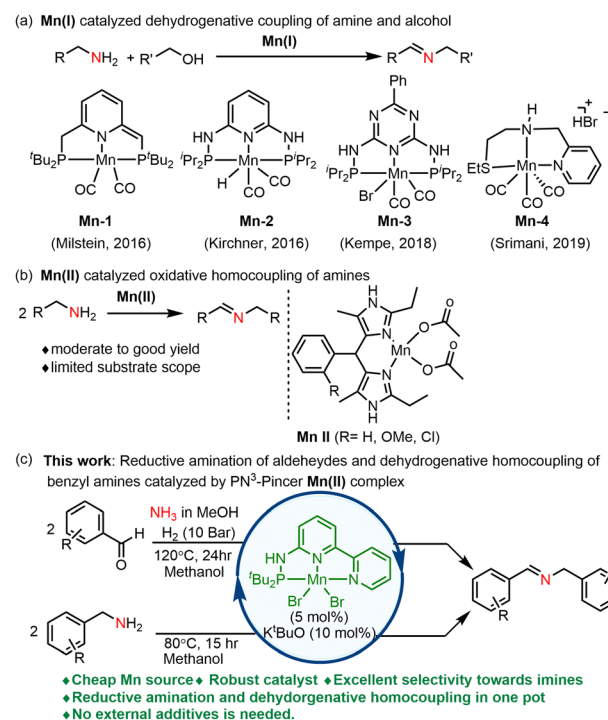 (a) Mn(I) catalyzed dehydrogenative coupling of amine and alcohol
R NH2 + R' OH Mn(I) R N R'
Ph
N N
HN N NH
H
HBr
tBu2P Mn PtBu2
OC CO
iPr2P Mn PiPr2
H CO CO
iPr2P Mn PiPr2
Br CO CO
EtS Mn N
OC CO CO
Mn-1 Mn-2 Mn-3 Mn-4
(Milstein, 2016) (Kirchner, 2016) (Kempe, 2018) (Srimani, 2019)
(b) Mn(II) catalyzed oxidative homocoupling of amines
2 R NH2 Mn(II) R N R
♦moderate to good yield
♦limited substrate scope
H N N O O Mn O O R N N H
Mn II (R= H, OMe, Cl)
(c) This work: Reductive amination of aldeheydes and dehydrogenative homocoupling of
benzyl amines catalyzed by PN3-Pincer Mn(II) complex
2 R H O
NH3 in MeOH
H2 (10 Bar)
120°C, 24hr
Methanol
HN N
tBu2P Mn N
Br Br
(5 mol%)
KtBuO (10 mol%)
R N
2 R NH2
80°C, 15 hr
Methanol
♦Cheap Mn source♦ Robust catalyst ♦Excellent selectivity towards imines
♦Reductive amination and dehydorgenative homocoupling in one pot
♦No external additives is needed.